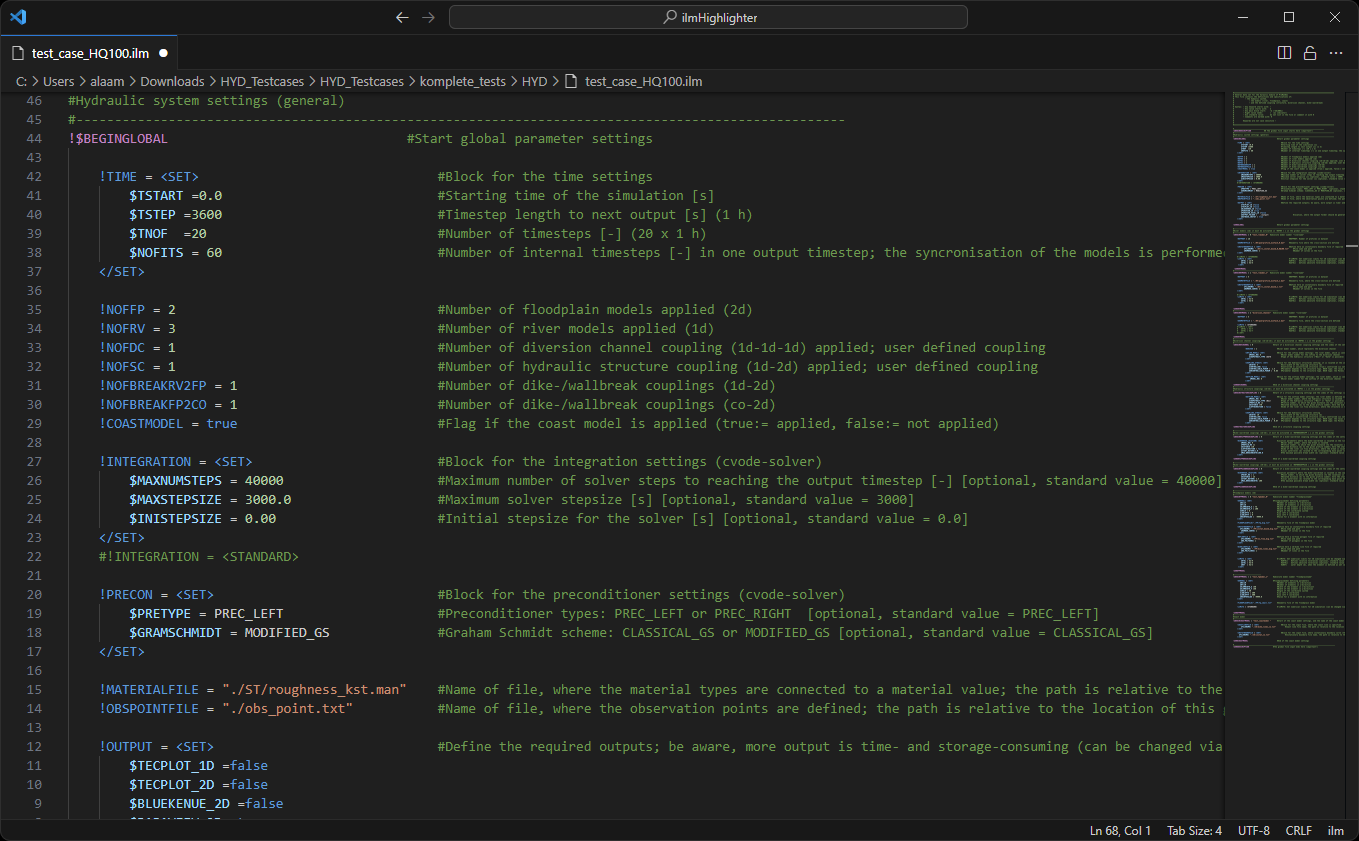 ilmHighlighter
test_case_HQ100.ilm
C: > Users > alaam > Downloads > HYD_Testcases > HYD_Testcases > komplete_tests > HYD > test_case_HQ100.ilm
46 #Hydraulic system settings (general)
45 #----------------------------------------------------------------------------------------------------
44 !$BEGINGLOBAL #Start global parameter settings
43
42 !TIME = <SET> #Block for the time settings
41 $TSTART =0.0 #Starting time of the simulation [s]
40 $TSTEP =3600 #Timestep length to next output [s] (1 h)
39 $TNOF =20 #Number of timesteps [-] (20 x 1 h)
38 $NOFITS = 60 #Number of internal timesteps [-] in one output timestep; the syncronisation of the models is performe
37 </SET>
36
35 !NOFFP = 2 #Number of floodplain models applied (2d)
34 !NOFRV = 3 #Number of river models applied (1d)
33 !NOFDC = 1 #Number of diversion channel coupling (1d-1d-1d) applied; user defined coupling
32 !NOFSC = 1 #Number of hydraulic structure coupling (1d-2d) applied; user defined coupling
31 !NOFBREAKRV2FP = 1 #Number of dike-/wallbreak couplings (1d-2d)
30 !NOFBREAKFP2CO = 1 #Number of dike-/wallbreak couplings (co-2d)
29 !COASTMODEL = true #Flag if the coast model is applied (true:= applied, false:= not applied)
28
27 !INTEGRATION = <SET> #Block for the integration settings (cvode-solver)
26 $MAXNUMSTEPS = 40000 #Maximum number of solver steps to reaching the output timestep [-] [optional, standard value = 40000]
25 $MAXSTEPSIZE = 3000.0 #Maximum solver stepsize [s] [optional, standard value = 3000]
24 $INISTEPSIZE = 0.00 #Initial stepsize for the solver [s] [optional, standard value = 0.0]
23 </SET>
22 #!INTEGRATION = <STANDARD>
21
20 !PRECON = <SET> #Block for the preconditioner settings (cvode-solver)
19 $PRETYPE = PREC_LEFT #Preconditioner types: PREC_LEFT or PREC_RIGHT [optional, standard value = PREC_LEFT]
18 $GRAMSCHMIDT = MODIFIED_GS #Graham Schmidt scheme: CLASSICAL_GS or MODIFIED_GS [optional, standard value = CLASSICAL_GS]
17 </SET>
16
15 !MATERIALFILE = "./ST/roughness_kst.man" #Name of file, where the material types are connected to a material value; the path is relative to the
14 !OBSPOINTFILE = "./obs_point.txt" #Name of file, where the observation points are defined; the path is relative to the location of this
13
12 !OUTPUT = <SET> #Define the required outputs; be aware, more output is time- and storage-consuming (can be changed via
11 $TECPLOT_1D =false
10 $TECPLOT_2D =false
9 $BLUEKENUE_2D =false
Ln 68, Col 1 Tab Size: 4 UTF-8 CRLF ilm